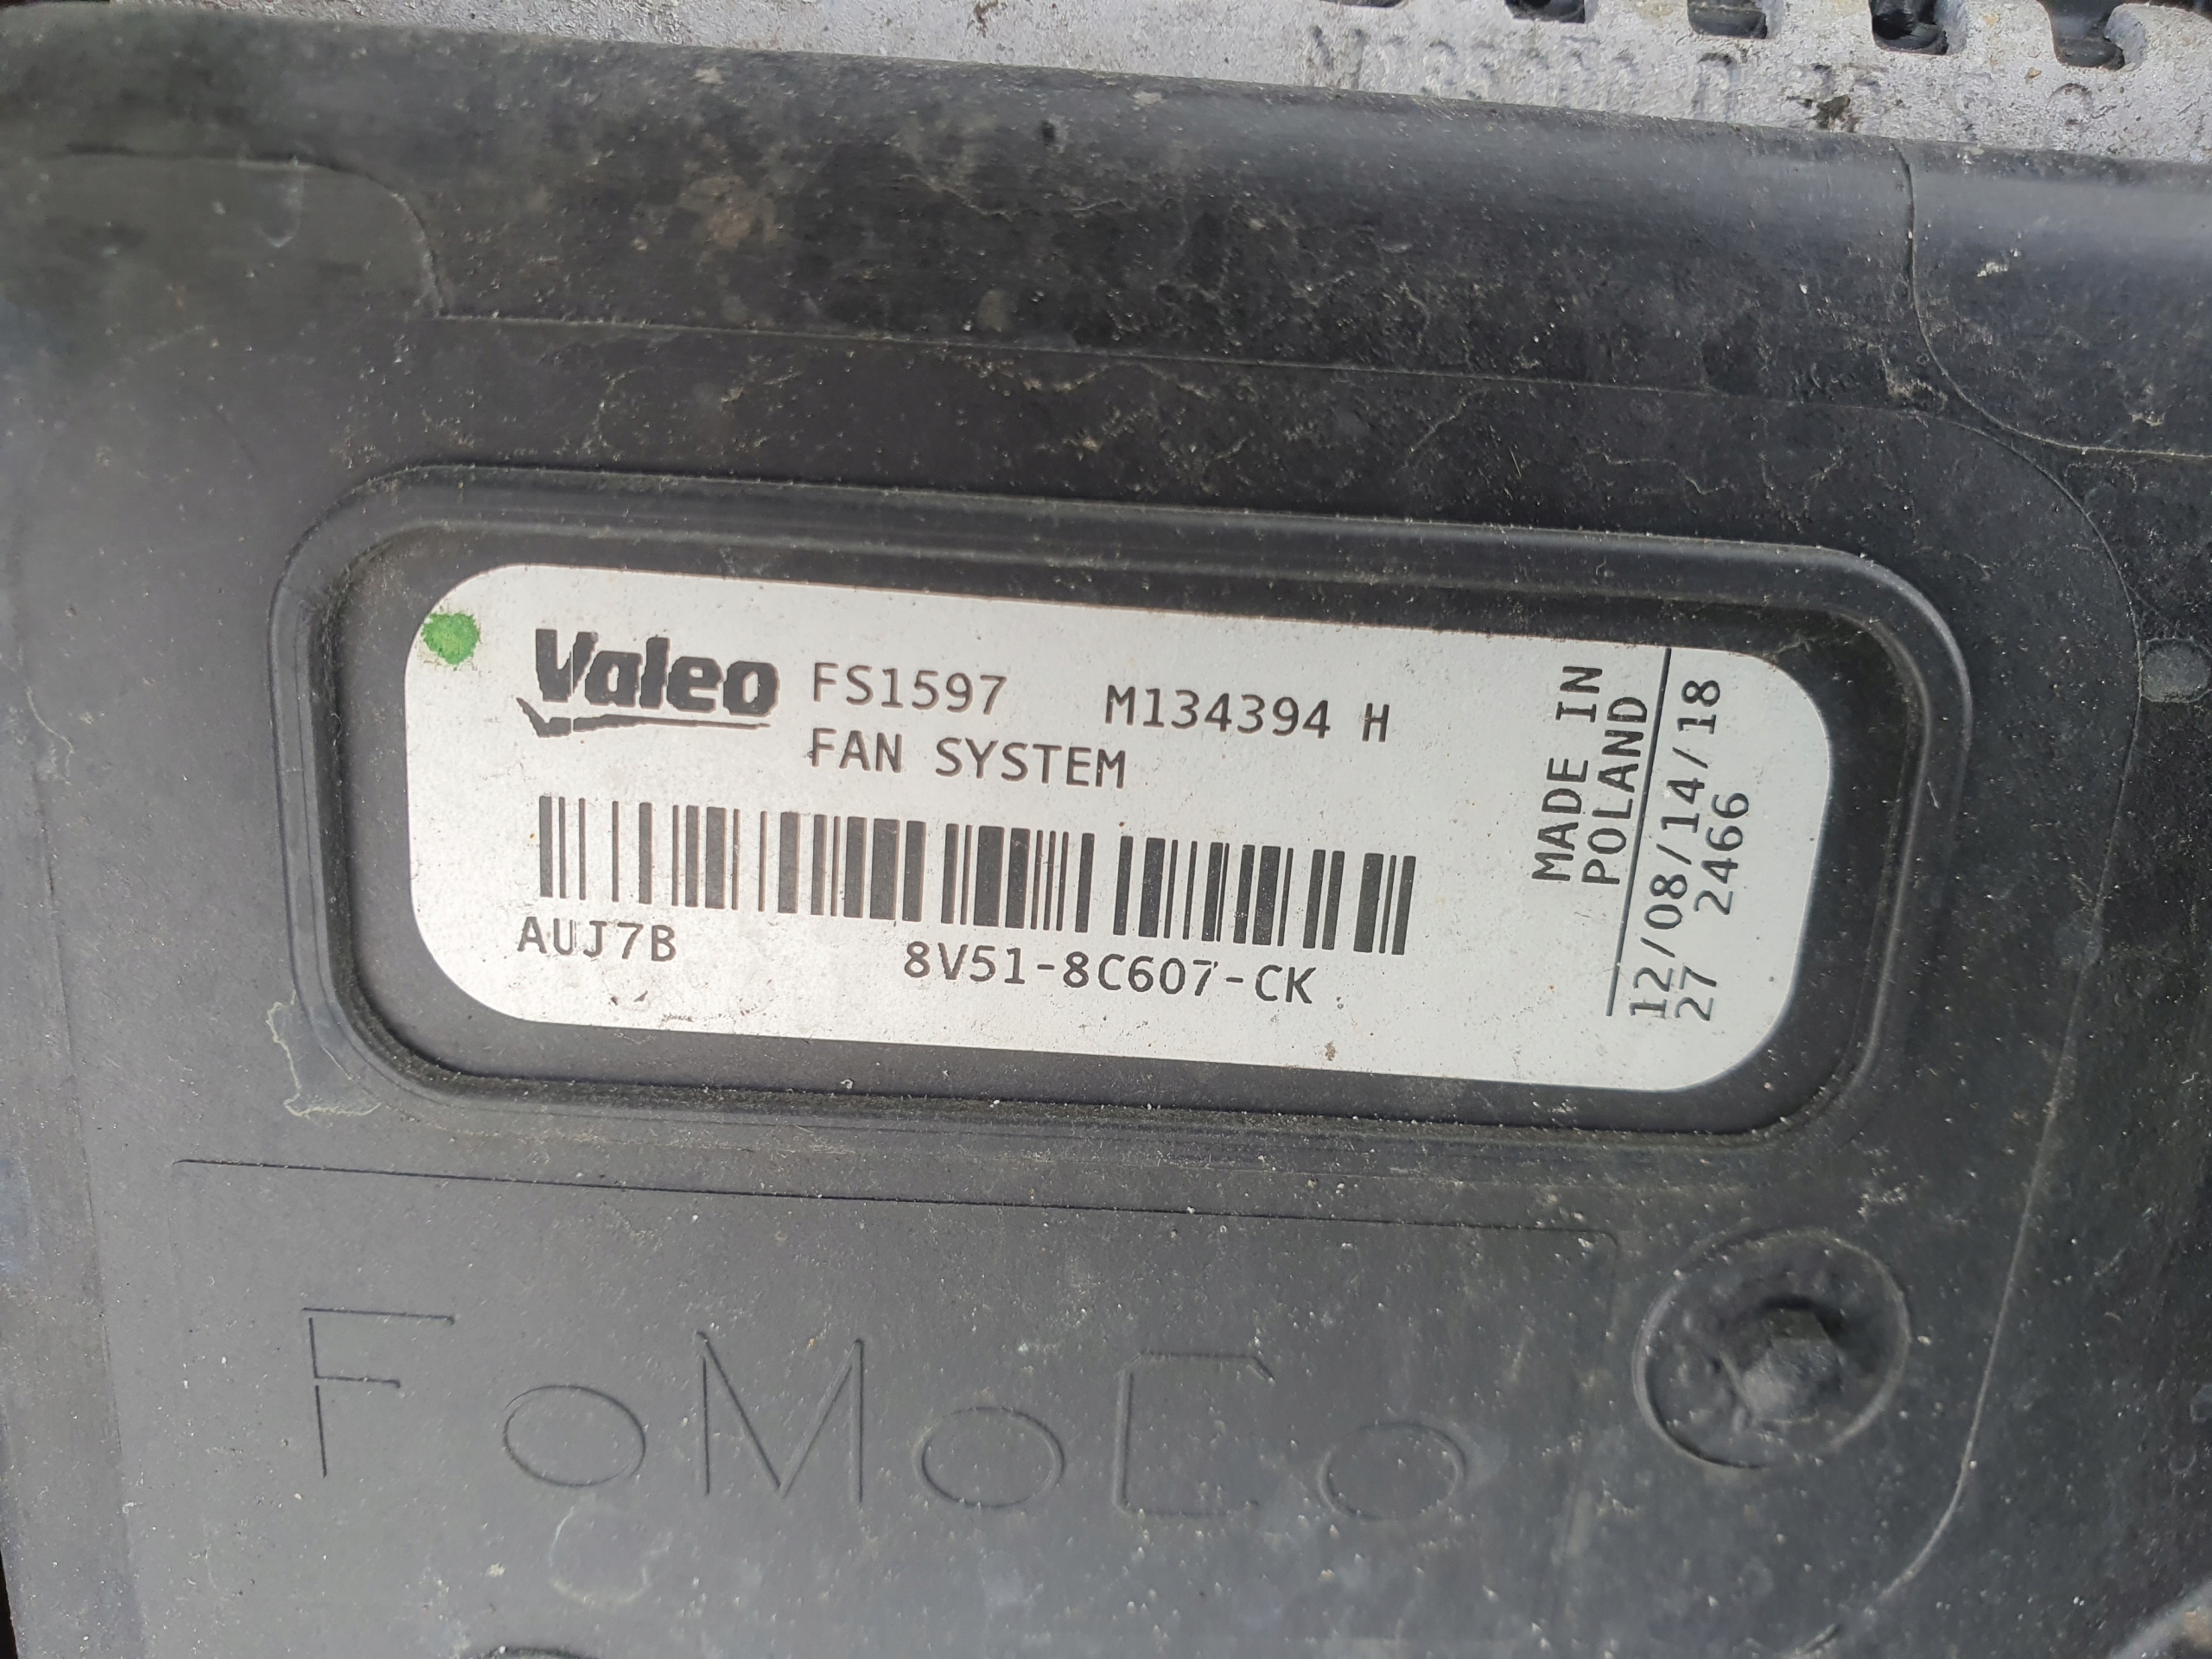 Valeo FS1597 M134394 H
FAN SYSTEM
AUJ7B 8V51-8C607-CK
MADE IN
POLAND
12/08/14/18
27 2466
FoMoCo